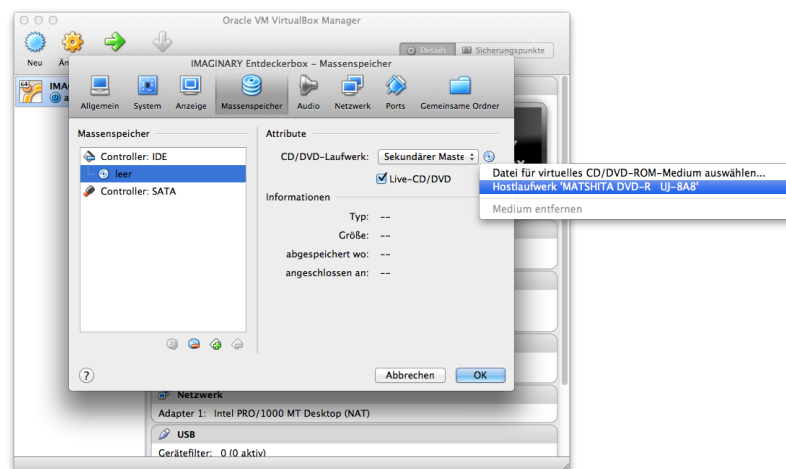 Oracle VM VirtualBox Manager
Details Sicherungspunkte
Neu
IMAGINARY Entdeckerbox – Massenspeicher
Allgemein System Anzeige Massenspeicher Audio Netzwerk Ports Gemeinsame Ordner
Massenspeicher
Controller: IDE
leer
Controller: SATA
Attribute
CD/DVD-Laufwerk: Sekundärer Maste
Live-CD/DVD
Datei für virtuelles CD/DVD-ROM-Medium auswählen...
Hostlaufwerk 'MATSHITA DVD-R UJ-8A8'
Medium entfernen
Informationen
Typ: --
Größe: --
abgespeichert wo: --
angeschlossen an: --
?
Abbrechen OK
Netzwerk
Adapter 1: Intel PRO/1000 MT Desktop (NAT)
USB
Gerätefilter: 0 (0 aktiv)